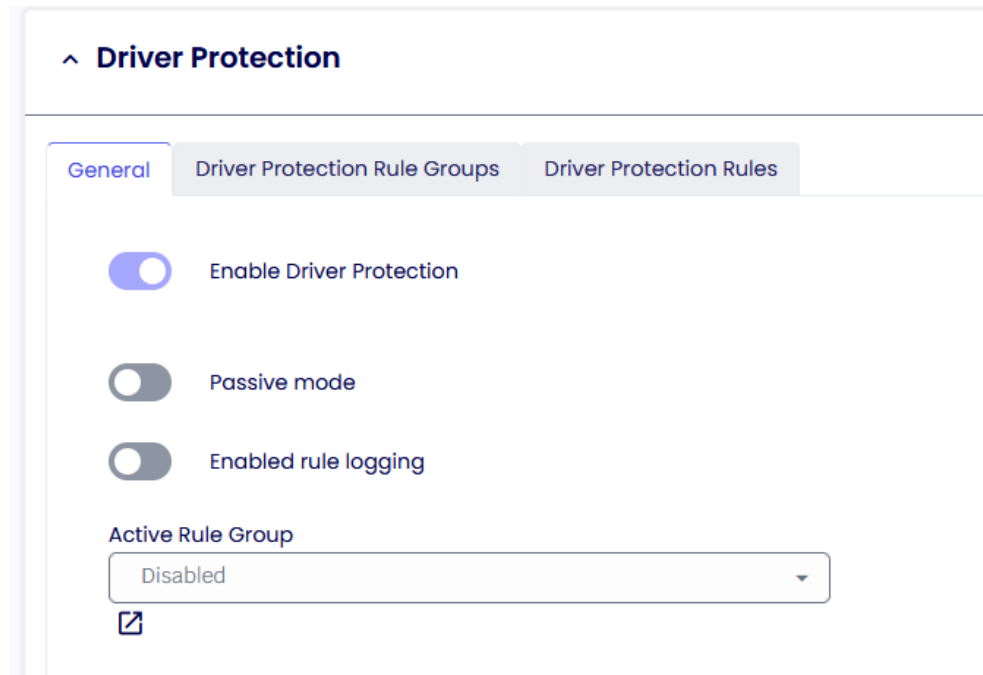 Driver Protection
General
Driver Protection Rule Groups
Driver Protection Rules
Enable Driver Protection
Passive mode
Enabled rule logging
Active Rule Group
Disabled